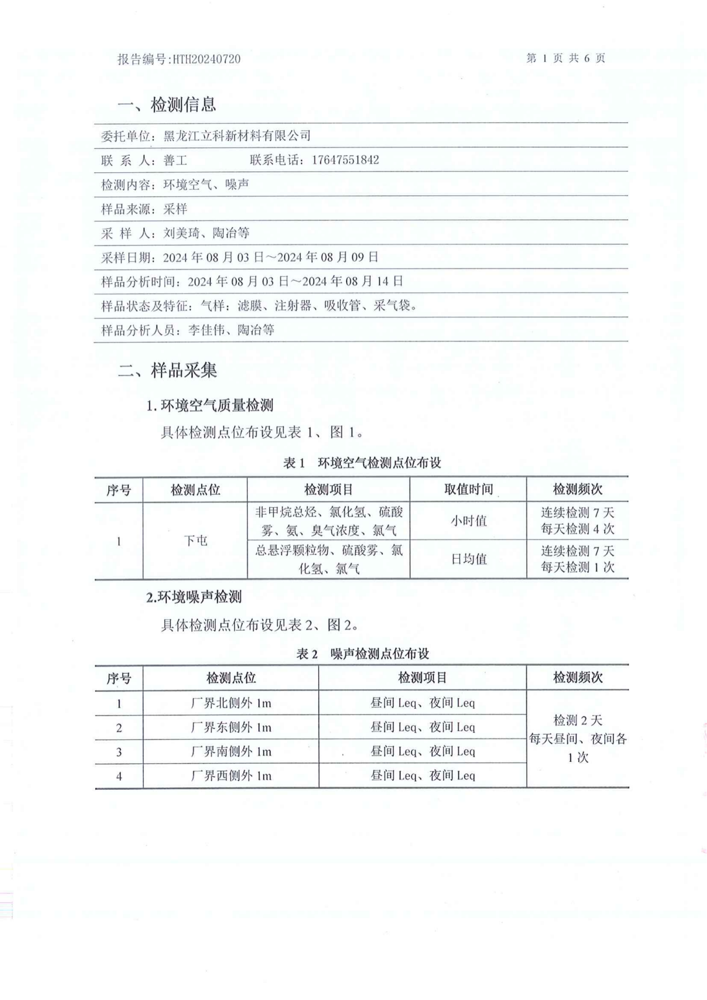 报告编号:HTH20240720
第 1 页 共 6 页
一、检测信息
委托单位：黑龙江立科新材料有限公司
联 系 人：善工 联系电话：17647551842
检测内容：环境空气、噪声
样品来源：采样
采 样 人：刘美琦、陶冶等
采样日期：2024 年 08 月 03 日～2024 年 08 月 09 日
样品分析时间：2024 年 08 月 03 日～2024 年 08 月 14 日
样品状态及特征：气样：滤膜、注射器、吸收管、采气袋。
样品分析人员：李佳伟、陶冶等
二、样品采集
1. 环境空气质量检测
具体检测点位布设见表 1、图 1。
表 1 环境空气检测点位布设
序号 检测点位 检测项目 取值时间 检测频次
1 下屯
非甲烷总烃、氯化氢、硫酸
雾、氨、臭气浓度、氯气
小时值
连续检测 7 天
每天检测 4 次
总悬浮颗粒物、硫酸雾、氯
化氢、氯气
日均值
连续检测 7 天
每天检测 1 次
2.环境噪声检测
具体检测点位布设见表 2、图 2。
表 2 噪声检测点位布设
序号 检测点位 检测项目 检测频次
1 厂界北侧外 1m 昼间 Leq、夜间 Leq
2 厂界东侧外 1m 昼间 Leq、夜间 Leq
3 厂界南侧外 1m 昼间 Leq、夜间 Leq
4 厂界西侧外 1m 昼间 Leq、夜间 Leq
检测 2 天
每天昼间、夜间各
1 次